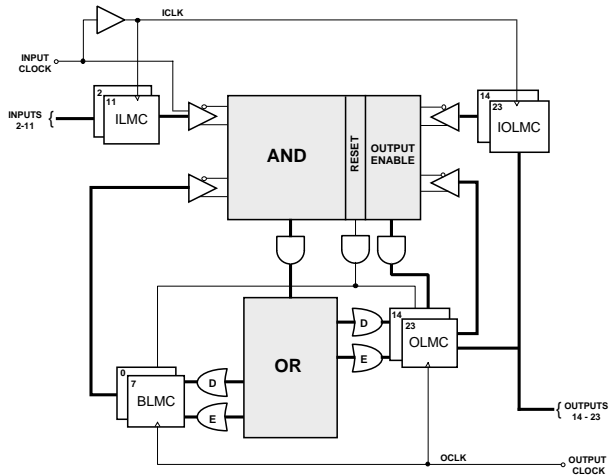 ICLK
INPUT
CLOCK
2
11
ILMC
INPUTS
2-11
AND
RESET
OUTPUT
ENABLE
14
23
IOLMC
OR
D
E
14
23
OLMC
0
7
BLMC
D
E
OUTPUTS
14 - 23
OCLK
OUTPUT
CLOCK